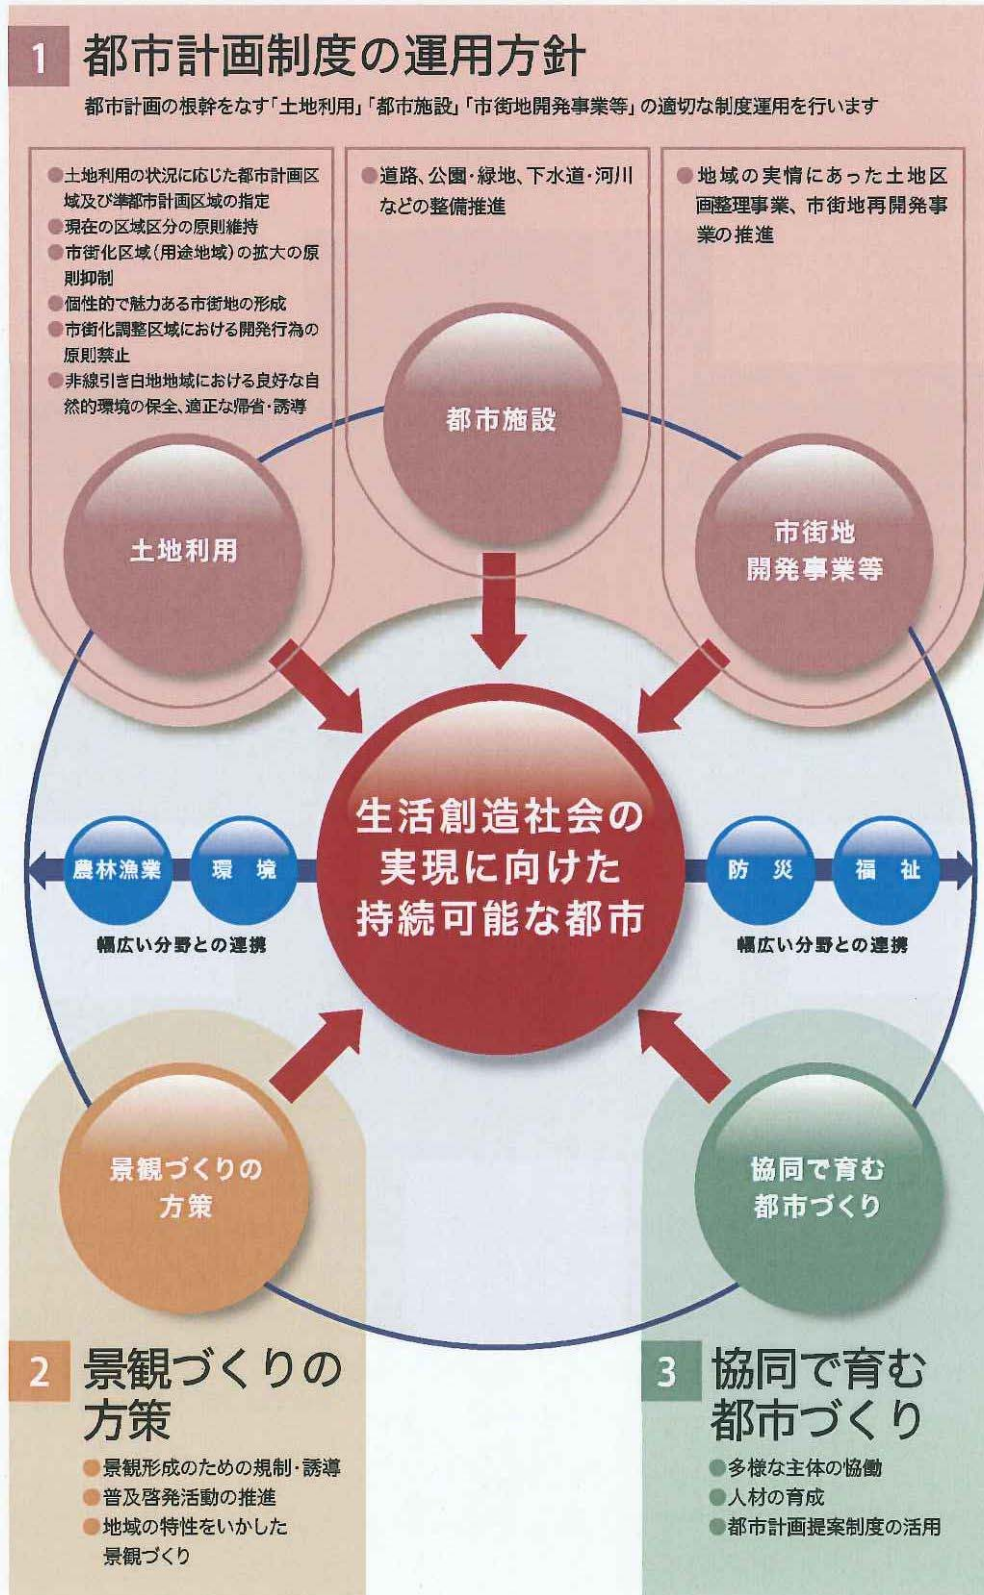 1 都市計画制度の運用方針
都市計画の根幹をなす「土地利用」「都市施設」「市街地開発事業等」の適切な制度運用を行います
●土地利用の状況に応じた都市計画区
域及び準都市計画区域の指定
●現在の区域区分の原則維持
●市街化区域(用途地域)の拡大の原
則抑制
●個性的で魅力ある市街地の形成
●市街化調整区域における開発行為の
原則禁止
●非線引き白地地域における良好な自
然的環境の保全、適正な帰省・誘導
●道路、公園・緑地、下水道・河川
などの整備推進
●地域の実情にあった土地区
画整理事業、市街地再開発事
業の推進
土地利用
都市施設
市街地
開発事業等
生活創造社会の
実現に向けた
持続可能な都市
農林漁業
環 境
幅広い分野との連携
防 災
福 祉
幅広い分野との連携
景観づくりの
方策
協同で育む
都市づくり
2 景観づくりの
方策
●景観形成のための規制・誘導
●普及啓発活動の推進
●地域の特性をいかした
景観づくり
3 協同で育む
都市づくり
●多様な主体の協働
●人材の育成
●都市計画提案制度の活用